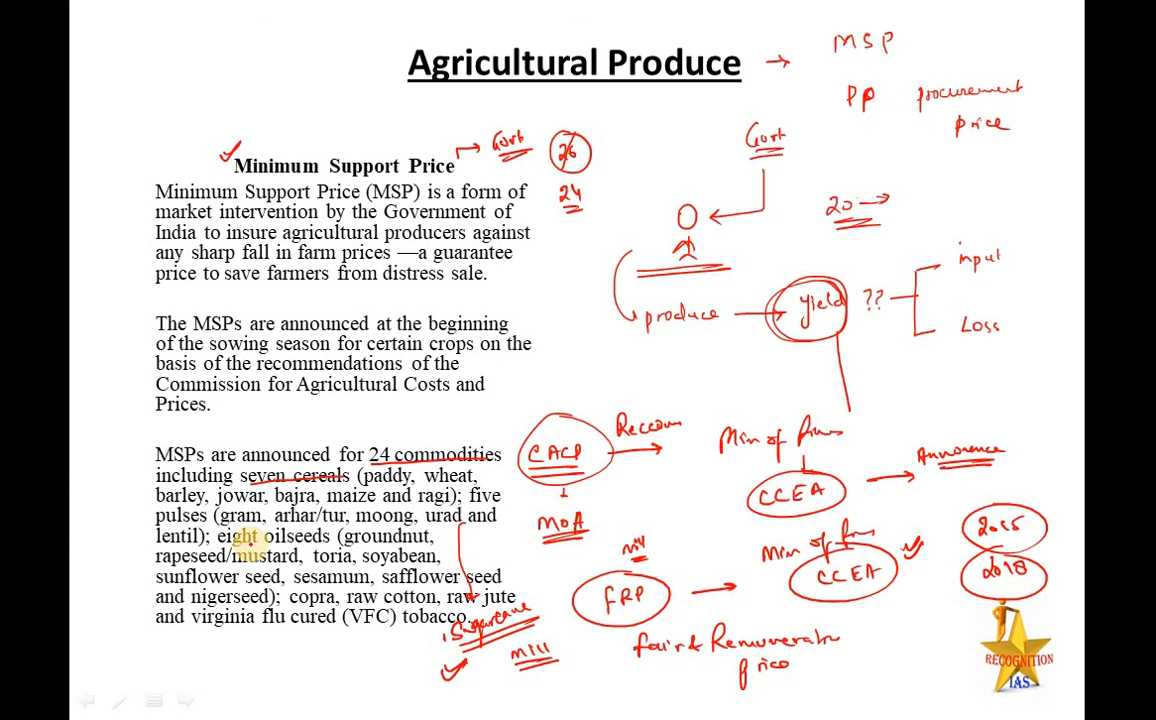 Agricultural Produce
→ MSP
PP procurement
price
Minimum Support Price → Govt 26
24
Govt
Minimum Support Price (MSP) is a form of
market intervention by the Government of
India to insure agricultural producers against
any sharp fall in farm prices —a guarantee
price to save farmers from distress sale.
20 →
input
produce → yield ??
Loss
The MSPs are announced at the beginning
of the sowing season for certain crops on the
basis of the recommendations of the
Commission for Agricultural Costs and
Prices.
MSPs are announced for 24 commodities
including seven cereals (paddy, wheat,
barley, jowar, bajra, maize and ragi); five
pulses (gram, arhar/tur, moong, urad and
lentil); eight oilseeds (groundnut,
rapeseed/mustard, toria, soyabean,
sunflower seed, sesamum, safflower seed
and nigerseed); copra, raw cotton, raw jute
and virginia flu cured (VFC) tobacco.
CACP → Min of
CCEA →
MOA
Min of
FRP → CCEA
2018
Sugarcane
Mill
Fair &
price
RECOGNITION
IAS